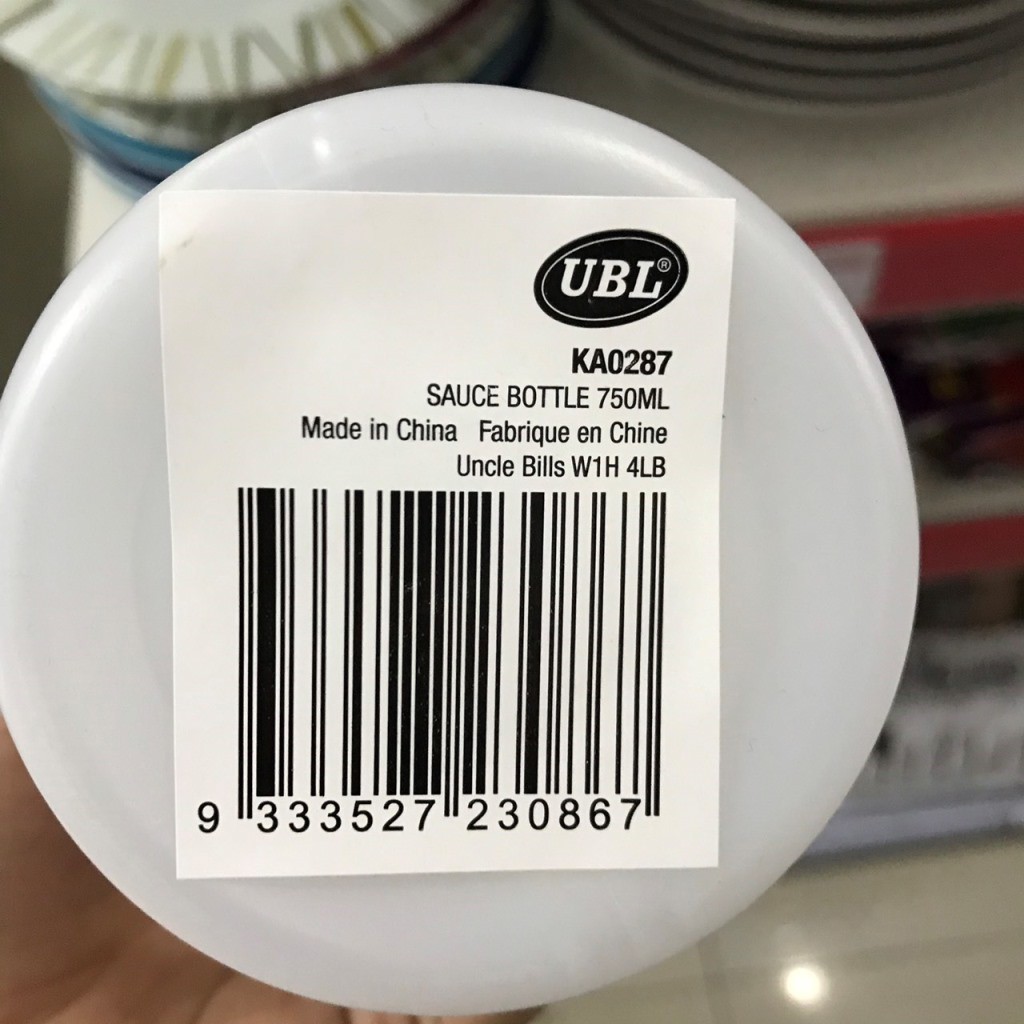 UBL®
KA0287
SAUCE BOTTLE 750ML
Made in China Fabrique en Chine
Uncle Bills W1H 4LB
9 333527 230867